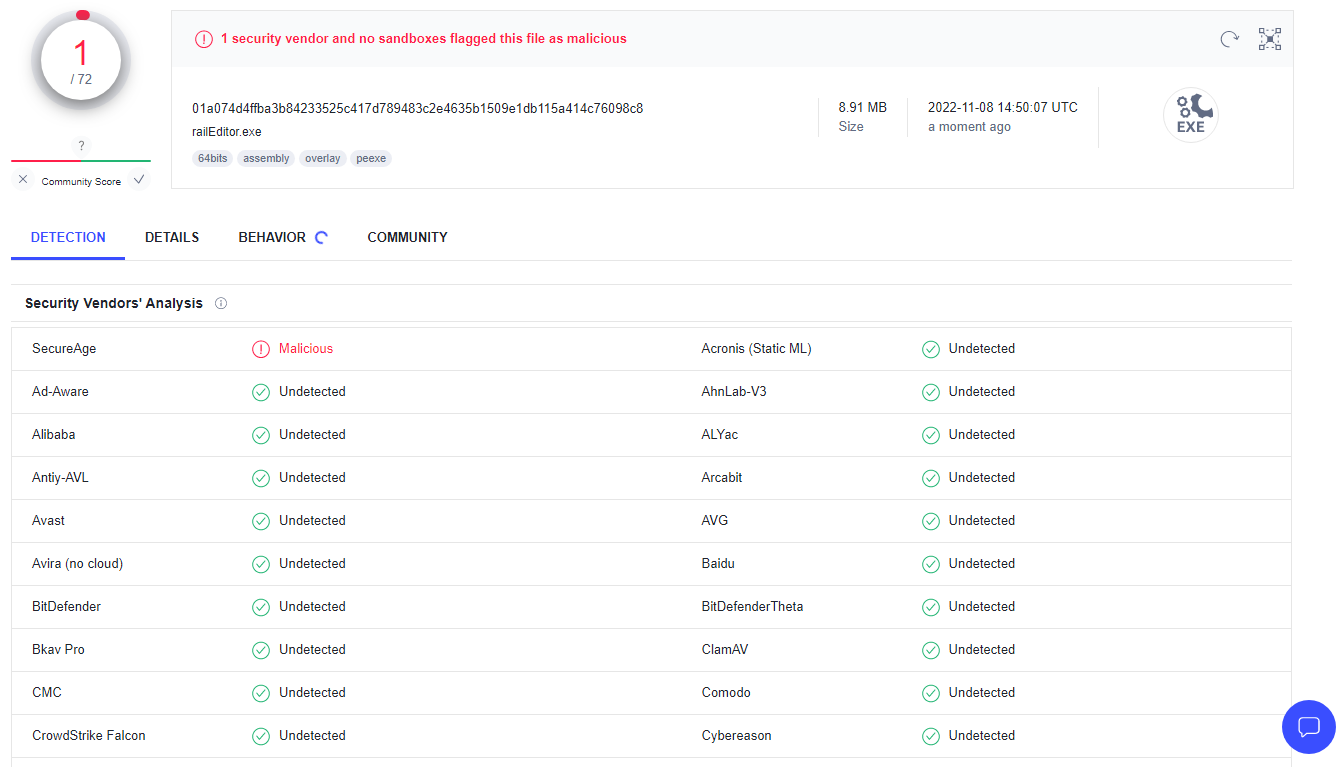 1
/ 72
?
Community Score
1 security vendor and no sandboxes flagged this file as malicious
01a074d4ffba3b84233525c417d789483c2e4635b1509e1db115a414c76098c8
railEditor.exe
64bits assembly overlay peexe
8.91 MB
Size
2022-11-08 14:50:07 UTC
a moment ago
EXE
DETECTION DETAILS BEHAVIOR COMMUNITY
Security Vendors' Analysis
SecureAge Malicious Acronis (Static ML) Undetected
Ad-Aware Undetected AhnLab-V3 Undetected
Alibaba Undetected ALYac Undetected
Antiy-AVL Undetected Arcabit Undetected
Avast Undetected AVG Undetected
Avira (no cloud) Undetected Baidu Undetected
BitDefender Undetected BitDefenderTheta Undetected
Bkav Pro Undetected ClamAV Undetected
CMC Undetected Comodo Undetected
CrowdStrike Falcon Undetected Cybereason Undetected